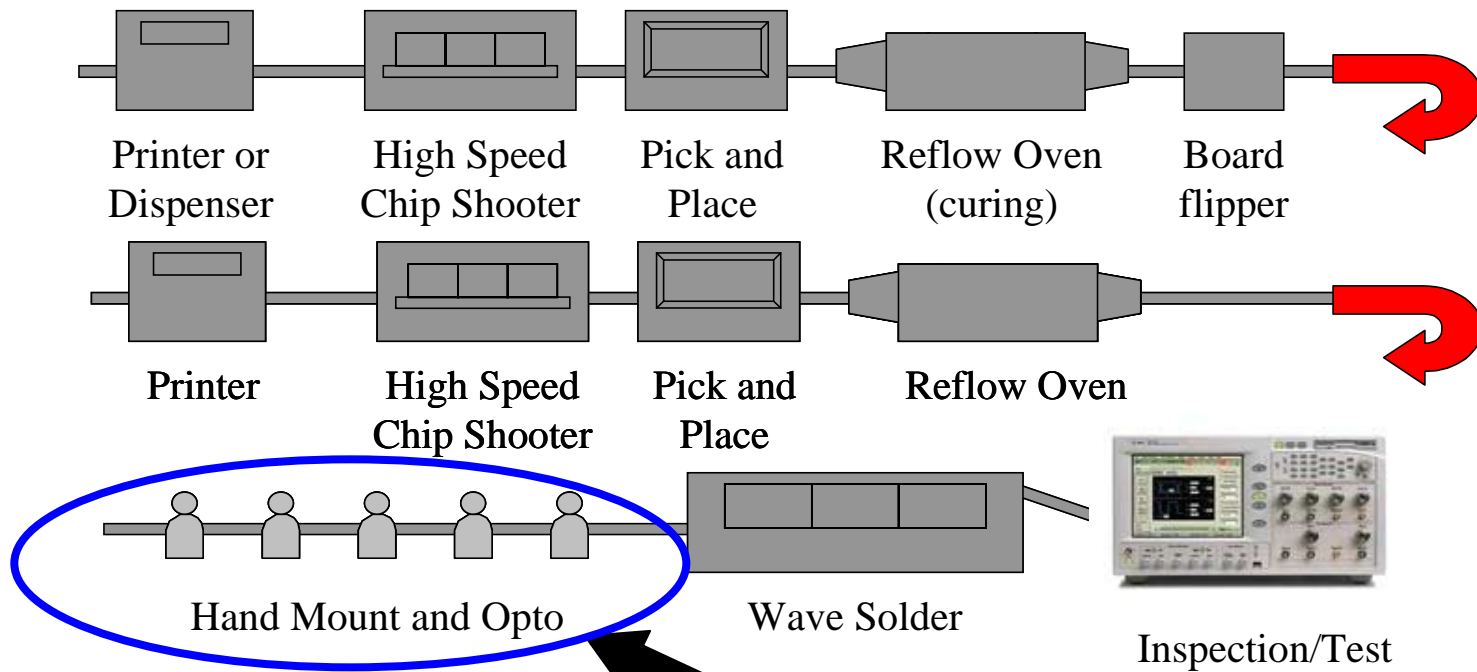 Printer or
Dispenser
High Speed
Chip Shooter
Pick and
Place
Reflow Oven
(curing)
Board
flipper
Printer
High Speed
Chip Shooter
Pick and
Place
Reflow Oven
Hand Mount and Opto
Wave Solder
Inspection/Test